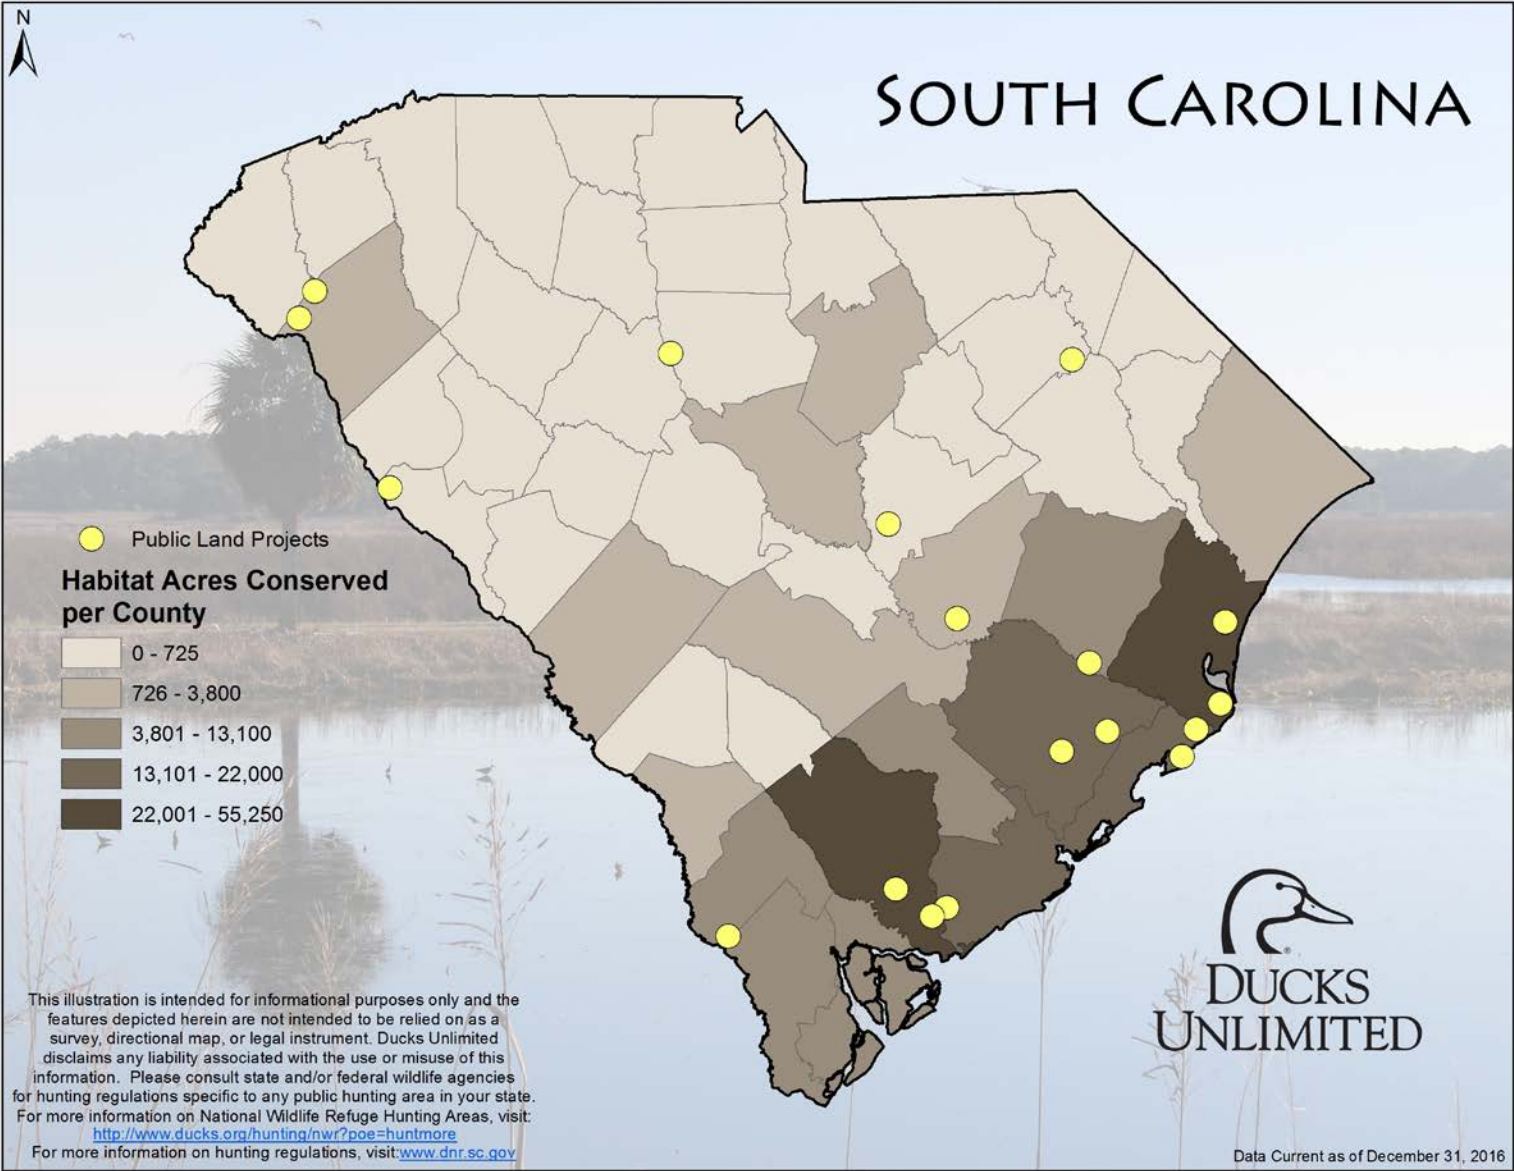 N
SOUTH CAROLINA
Public Land Projects
Habitat Acres Conserved
per County
0 - 725
726 - 3,800
3,801 - 13,100
13,101 - 22,000
22,001 - 55,250
This illustration is intended for informational purposes only and the
features depicted herein are not intended to be relied on as a
survey, directional map, or legal instrument. Ducks Unlimited
disclaims any liability associated with the use or misuse of this
information. Please consult state and/or federal wildlife agencies
for hunting regulations specific to any public hunting area in your state.
For more information on National Wildlife Refuge Hunting Areas, visit:
http://www.ducks.org/hunting/nwr?poe=huntmore
For more information on hunting regulations, visit:www.dnr.sc.gov
®
DUCKS
UNLIMITED
Data Current as of December 31, 2016